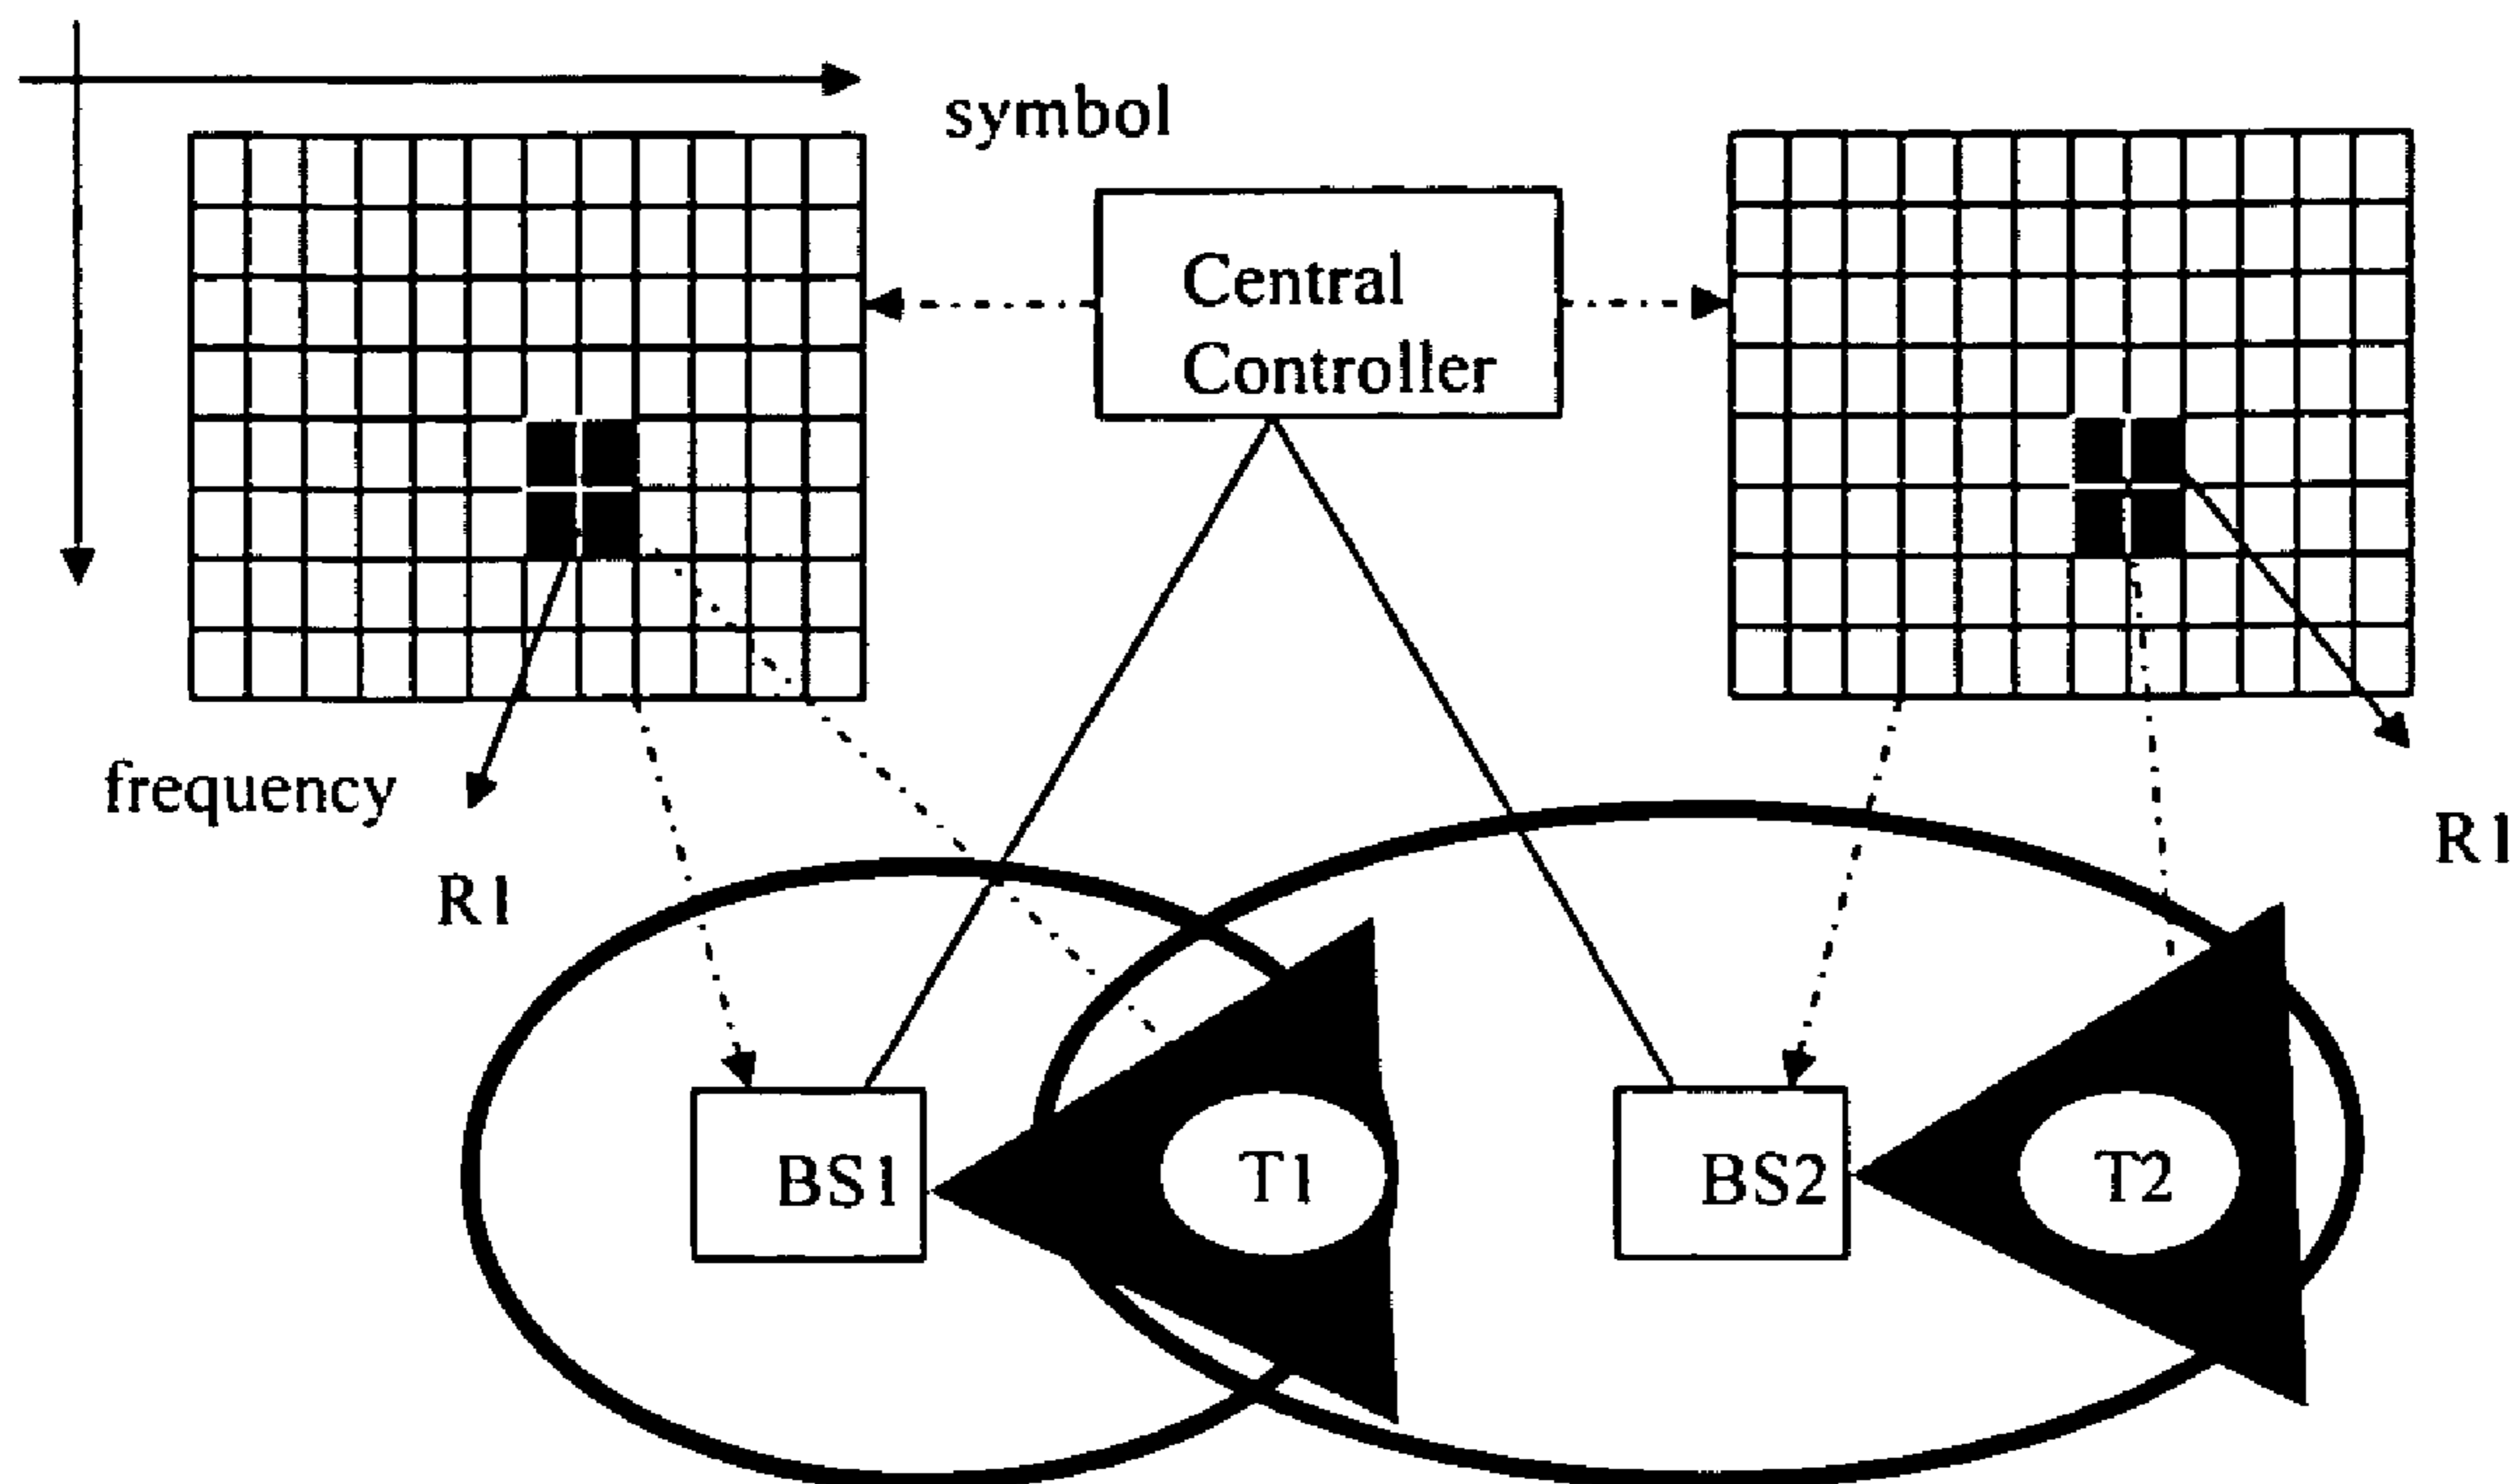 symbol
Central
Controller
frequency
R1
R1
BS1
T1
BS2
T2